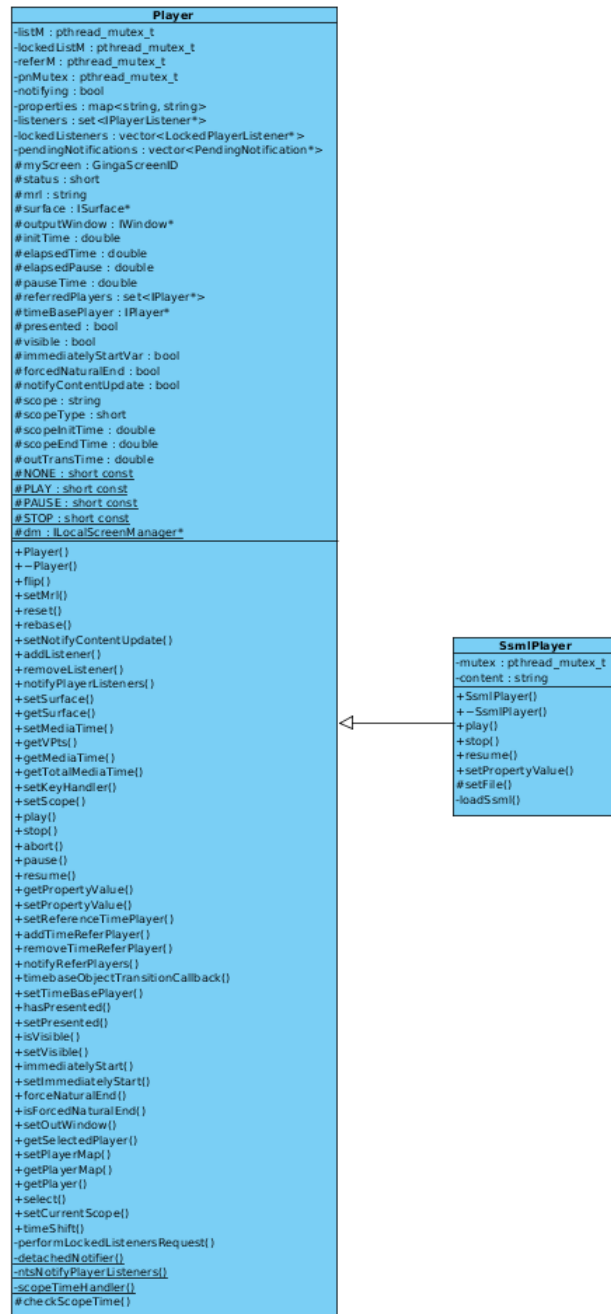 Player
-listM : pthread_mutex_t
-lockedListM : pthread_mutex_t
-referM : pthread_mutex_t
-pnMutex : pthread_mutex_t
-notifying : bool
-properties : map<string, string>
-listeners : set<IPlayerListener*>
-lockedListeners : vector<LockedPlayerListener*>
-pendingNotifications : vector<PendingNotification*>
#myScreen : GingaScreenID
#status : short
#mrl : string
#surface : ISurface*
#outputWindow : IWindow*
#initTime : double
#elapsedTime : double
#elapsedPause : double
#pauseTime : double
#referredPlayers : set<IPlayer*>
#timeBasePlayer : IPlayer*
#presented : bool
#visible : bool
#immediatelyStartVar : bool
#forcedNaturalEnd : bool
#notifyContentUpdate : bool
#scope : string
#scopeType : short
#scopeInitTime : double
#scopeEndTime : double
#outTransTime : double
#NONE : short const
#PLAY : short const
#PAUSE : short const
#STOP : short const
#dm : ILocalScreenManager*
+Player()
+~Player()
+flip()
+setMrl()
+reset()
+rebase()
+setNotifyContentUpdate()
+addListener()
+removeListener()
+notifyPlayerListeners()
+setSurface()
+getSurface()
+setMediaTime()
+getVPts()
+getMediaTime()
+getTotalMediaTime()
+setKeyHandler()
+setScope()
+play()
+stop()
+abort()
+pause()
+resume()
+getPropertyValue()
+setPropertyValue()
+setReferenceTimePlayer()
+addTimeReferPlayer()
+removeTimeReferPlayer()
+notifyReferPlayers()
+timebaseObjectTransitionCallback()
+setTimeBasePlayer()
+hasPresented()
+setPresented()
+isVisible()
+setVisible()
+immediatelyStart()
+setImmediatelyStart()
+forceNaturalEnd()
+isForcedNaturalEnd()
+setOutWindow()
+getSelectedPlayer()
+setPlayerMap()
+getPlayerMap()
+getPlayer()
+select()
+setCurrentScope()
+timeShift()
-performLockedListenersRequest()
-detachedNotifier()
-ntsNotifyPlayerListeners()
-scopeTimeHandler()
#checkScopeTime()
SsmlPlayer
-mutex : pthread_mutex_t
-content : string
+SsmlPlayer()
+~SsmlPlayer()
+play()
+stop()
+resume()
+setPropertyValue()
#setFile()
-loadSsml()